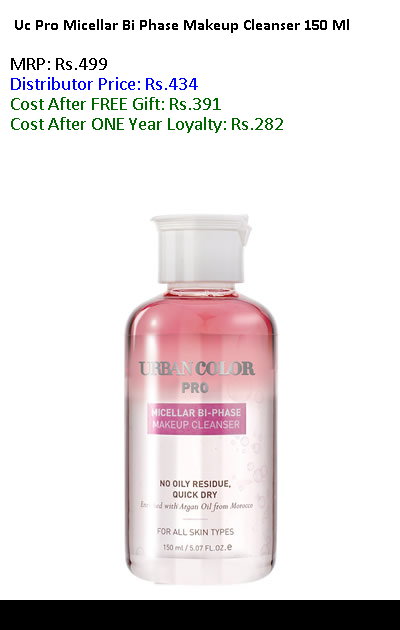 Uc Pro Micellar Bi Phase Makeup Cleanser 150 Ml
MRP: Rs.499
Distributor Price: Rs.434
Cost After FREE Gift: Rs.391
Cost After ONE Year Loyalty: Rs.282
URBAN COLOR
PRO
MICELLAR BI-PHASE
MAKEUP CLEANSER
NO OILY RESIDUE,
QUICK DRY
Enriched with Argan Oil from Morocco
FOR ALL SKIN TYPES
150 ml / 5.07 FL.OZ.e